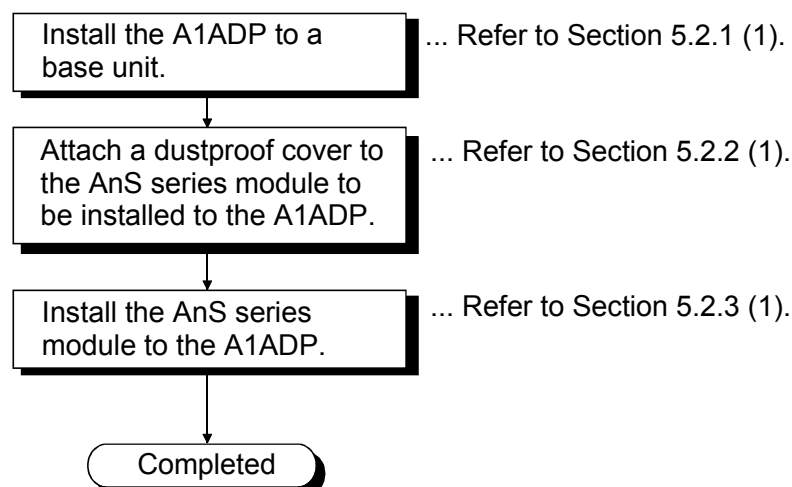 Install the A1ADP to a
base unit.
... Refer to Section 5.2.1 (1).
Attach a dustproof cover to
the AnS series module to
be installed to the A1ADP.
... Refer to Section 5.2.2 (1).
Install the AnS series
module to the A1ADP.
... Refer to Section 5.2.3 (1).
Completed